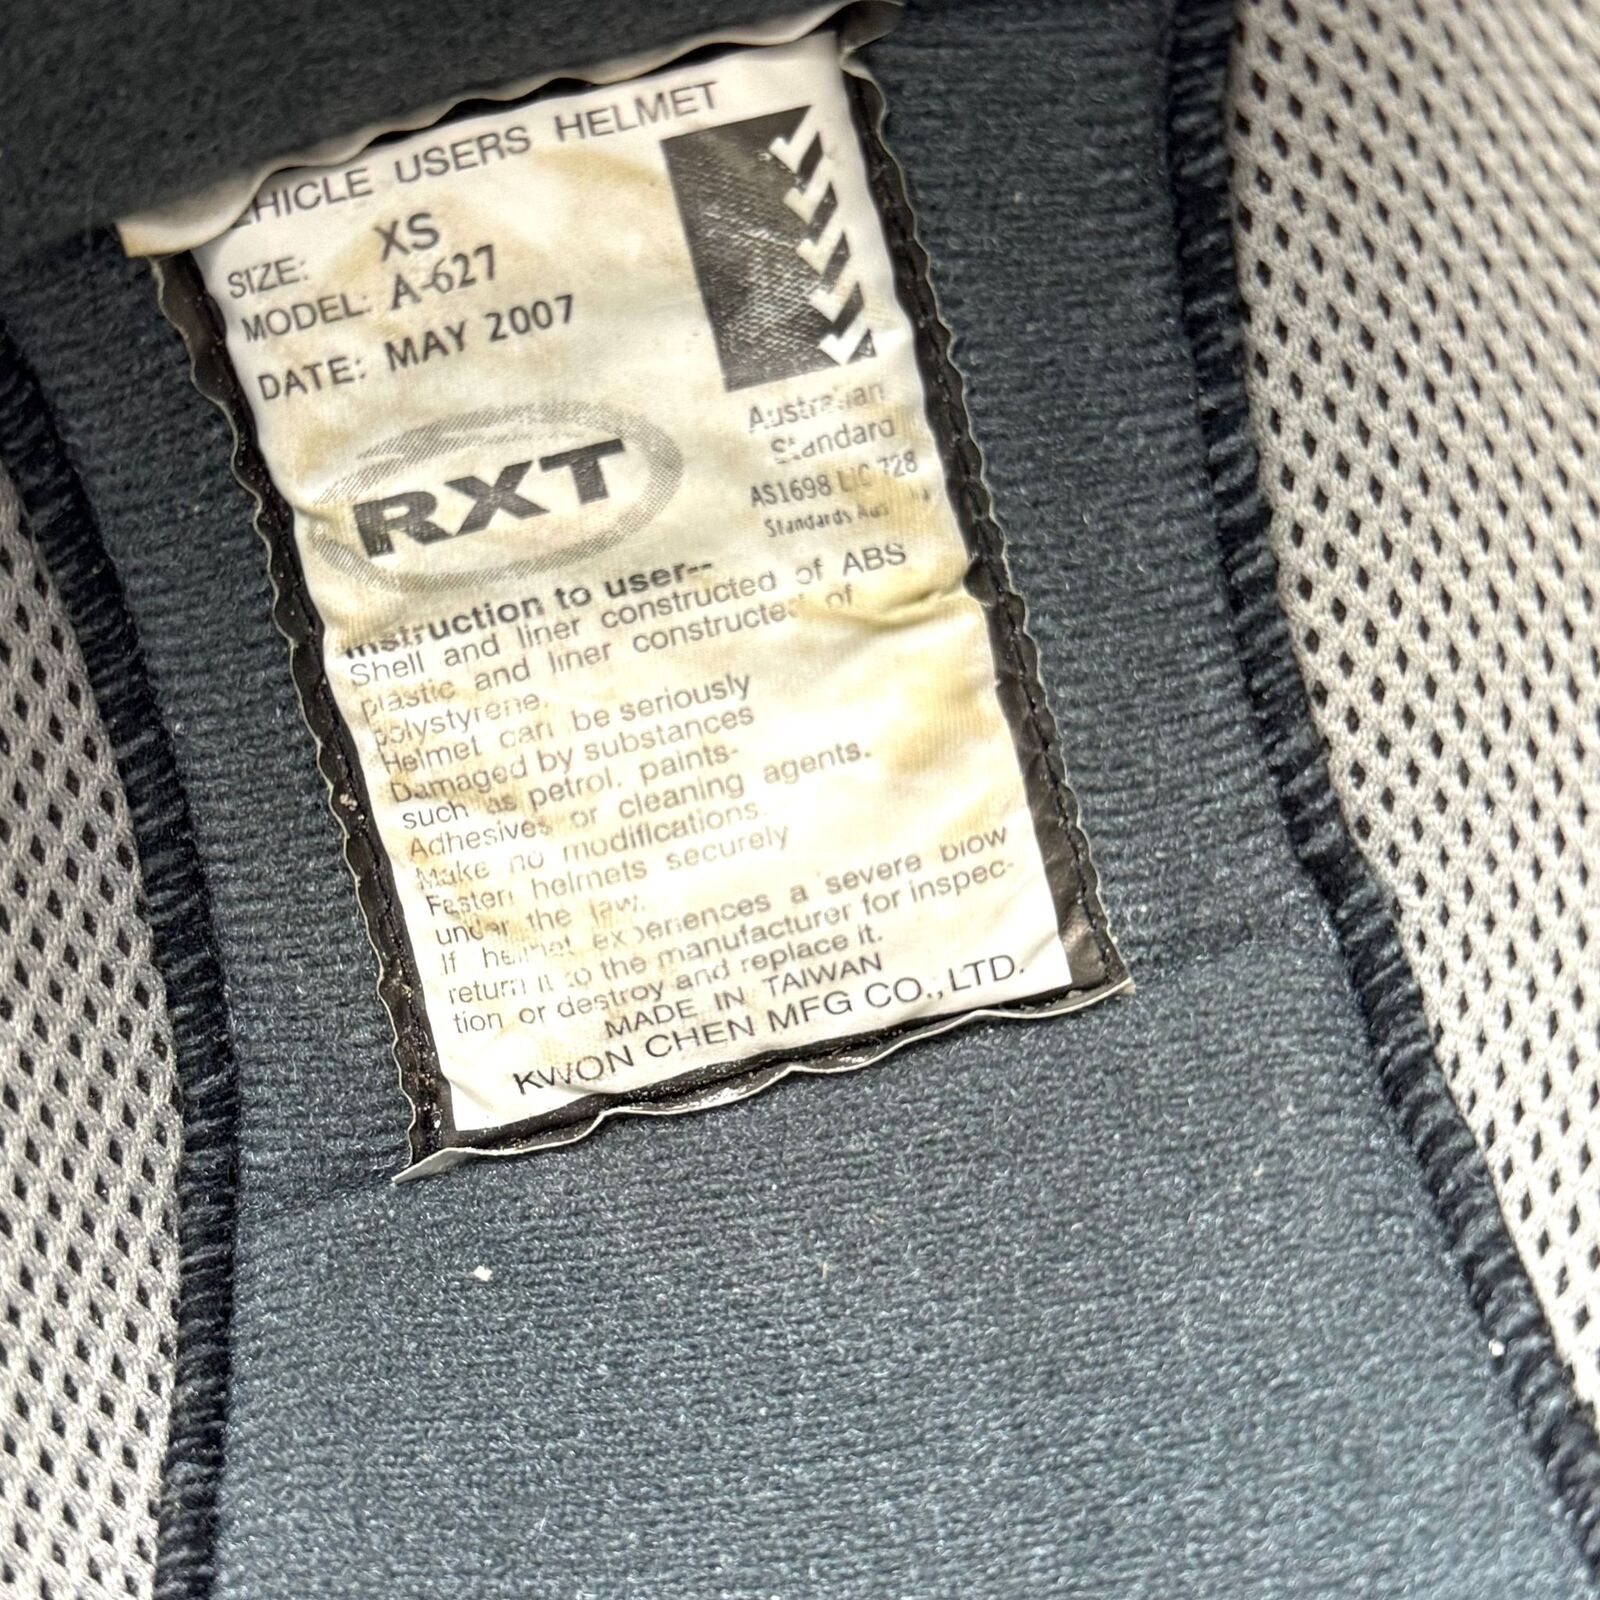 VEHICLE USERS HELMET
SIZE: XS
MODEL: A-627
DATE: MAY 2007
RXT
Australian
Standard
AS1698 LIC 728
Standards Aus
Instruction to user--
Shell and liner constructed of ABS
plastic and liner constructed of
polystyrene.
Helmet can be seriously
Damaged by substances
such as petrol, paints-
Adhesives or cleaning agents.
Make no modifications.
Fasten helmets securely
under the law.
If helmet experiences a severe blow
return it to the manufacturer for inspec-
tion or destroy and replace it.
MADE IN TAIWAN
KWON CHEN MFG CO., LTD.